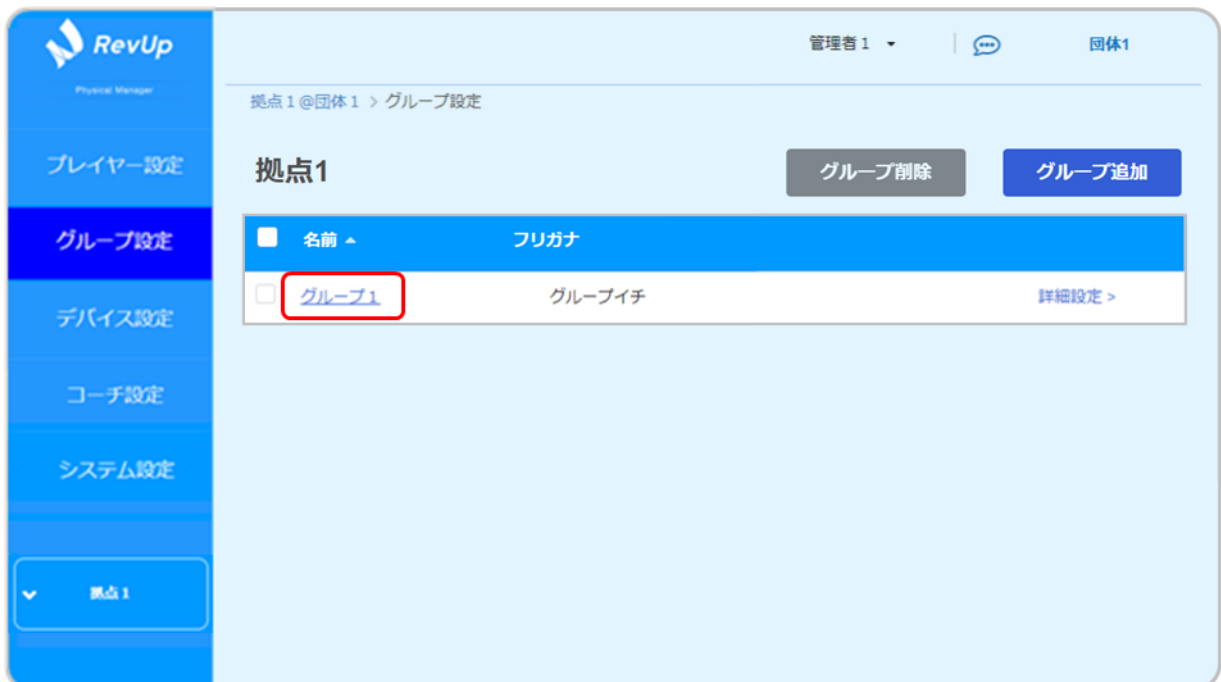 RevUp
Physical Manager
管理者1
団体1
拠点1@団体1 > グループ設定
プレイヤー設定
グループ設定
デバイス設定
コーチ設定
システム設定
拠点1
拠点1
グループ削除
グループ追加
名前
フリガナ
グループ1
グループイチ
詳細設定 >